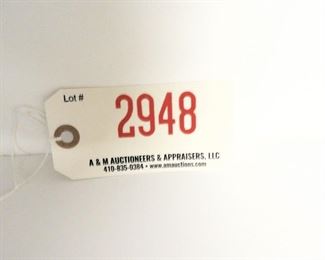 Lot #
2948
A & M AUCTIONEERS & APPRAISERS, LLC
410-835-0384 • www.amauctions.com